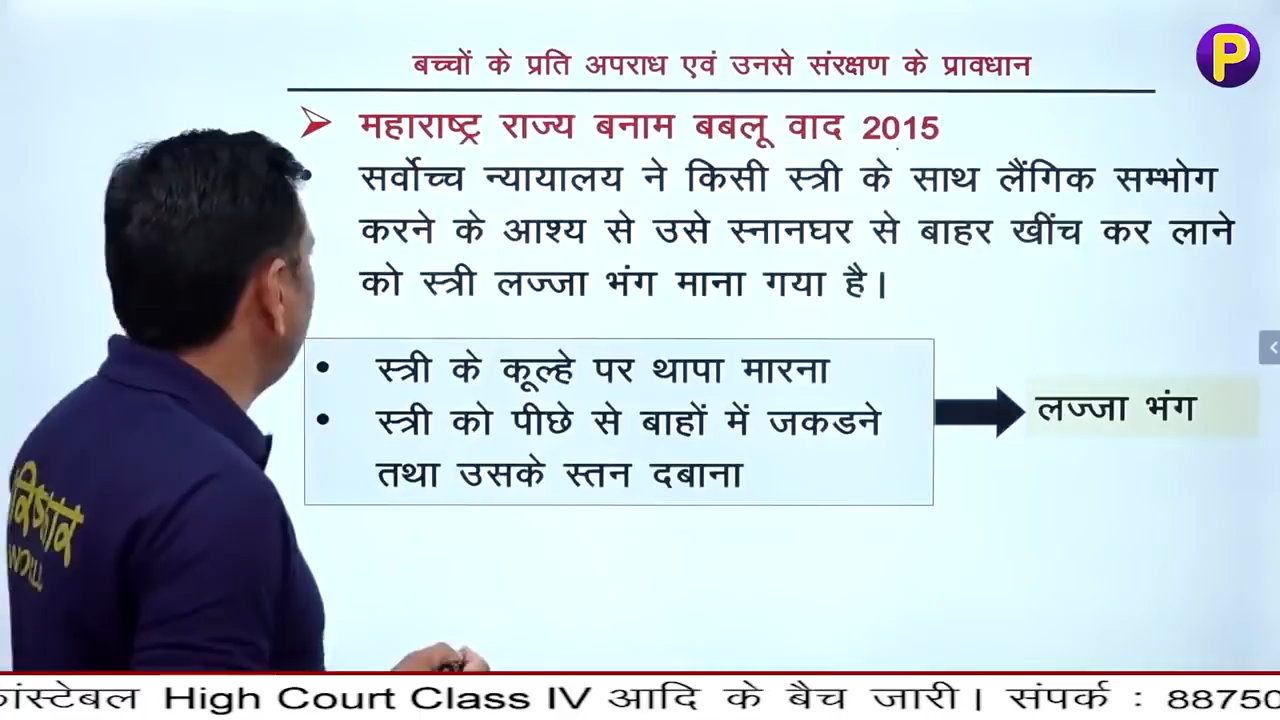 बच्चों के प्रति अपराध एवं उनसे संरक्षण के प्रावधान
P
महाराष्ट्र राज्य बनाम बबलू वाद 2015
सर्वोच्च न्यायालय ने किसी स्त्री के साथ लैंगिक सम्भोग
करने के आश्य से उसे स्नानघर से बाहर खींच कर लाने
को स्त्री लज्जा भंग माना गया है।
• स्त्री के कूल्हे पर थापा मारना
• स्त्री को पीछे से बाहों में जकडने
तथा उसके स्तन दबाना
लज्जा भंग
High Court Class IV आदि के बैच जारी। संपर्क : 88750